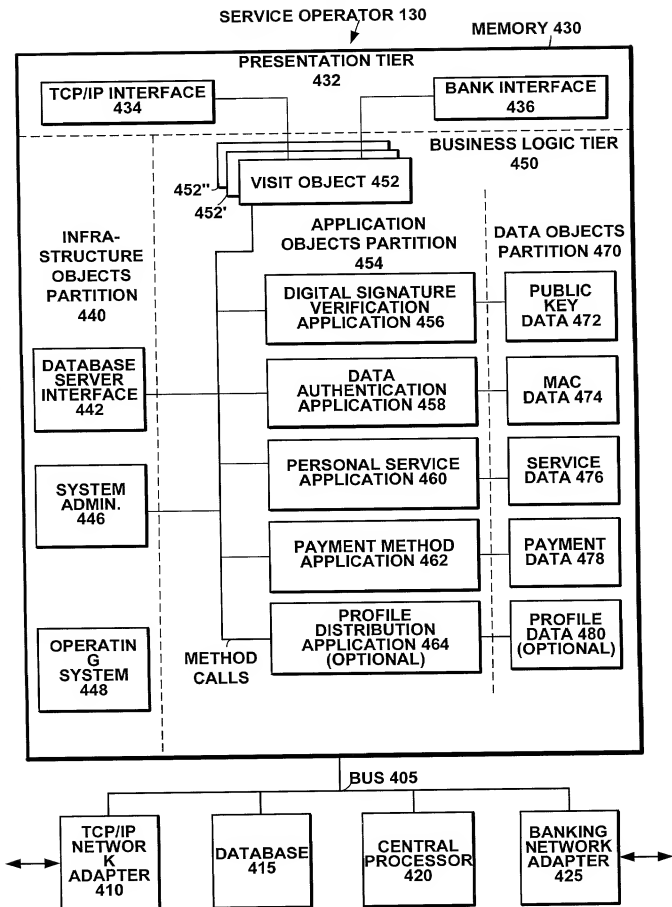 SERVICE OPERATOR 130
MEMORY 430
PRESENTATION TIER
432
TCP/IP INTERFACE
434
BANK INTERFACE
436
BUSINESS LOGIC TIER
450
VISIT OBJECT 452
452"
452'
INFRA-
STRUCTURE
OBJECTS
PARTITION
440
APPLICATION
OBJECTS PARTITION
454
DATA OBJECTS
PARTITION 470
DIGITAL SIGNATURE
VERIFICATION
APPLICATION 456
PUBLIC
KEY
DATA 472
DATABASE
SERVER
INTERFACE
442
DATA
AUTHENTICATION
APPLICATION 458
MAC
DATA 474
SYSTEM
ADMIN.
446
PERSONAL SERVICE
APPLICATION 460
SERVICE
DATA 476
PAYMENT METHOD
APPLICATION 462
PAYMENT
DATA 478
OPERATIN
G
SYSTEM
448
METHOD
CALLS
PROFILE
DISTRIBUTION
APPLICATION 464
(OPTIONAL)
PROFILE
DATA 480
(OPTIONAL)
BUS 405
TCP/IP
NETWOR
K
ADAPTER
410
DATABASE
415
CENTRAL
PROCESSOR
420
BANKING
NETWORK
ADAPTER
425